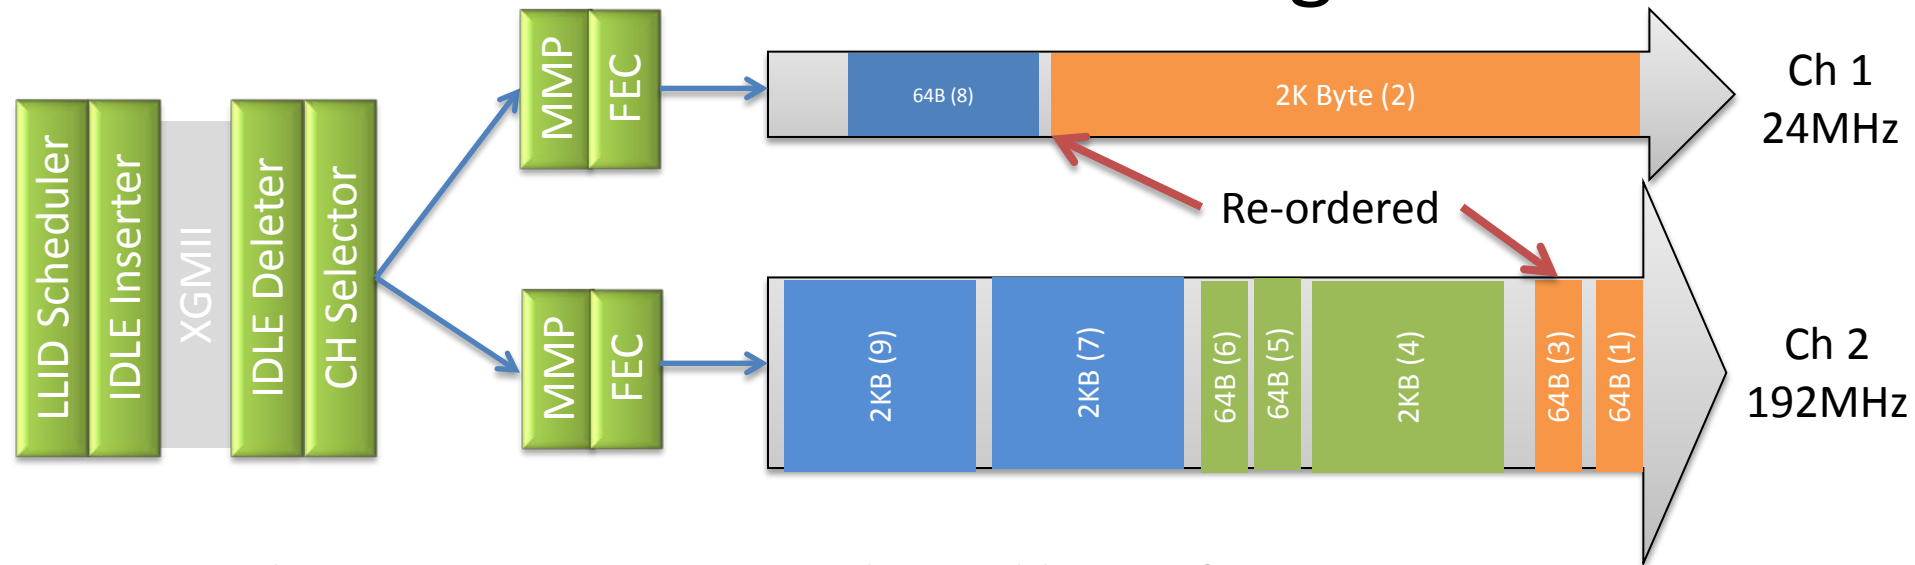 LLID Scheduler
IDLE Inserter
XGMII
IDLE Deleter
CH Selector
MMP
FEC
64B (8)
2K Byte (2)
Ch 1
24MHz
Re-ordered
MMP
FEC
2KB (9)
2KB (7)
64B (6)
64B (5)
2KB (4)
64B (3)
64B (1)
Ch 2
192MHz